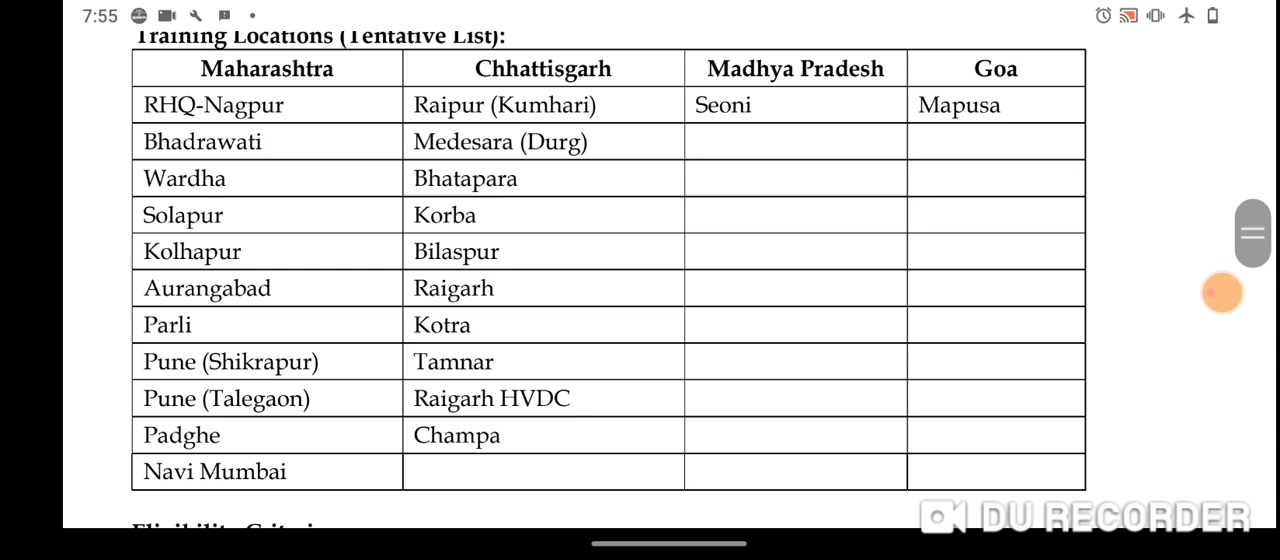 7:55
Training Locations (Tentative List):
Maharashtra Chhattisgarh Madhya Pradesh Goa
RHQ-Nagpur Raipur (Kumhari) Seoni Mapusa
Bhadrawati Medesara (Durg)
Wardha Bhatapara
Solapur Korba
Kolhapur Bilaspur
Aurangabad Raigarh
Parli Kotra
Pune (Shikrapur) Tamnar
Pune (Talegaon) Raigarh HVDC
Padghe Champa
Navi Mumbai
DU RECORDER